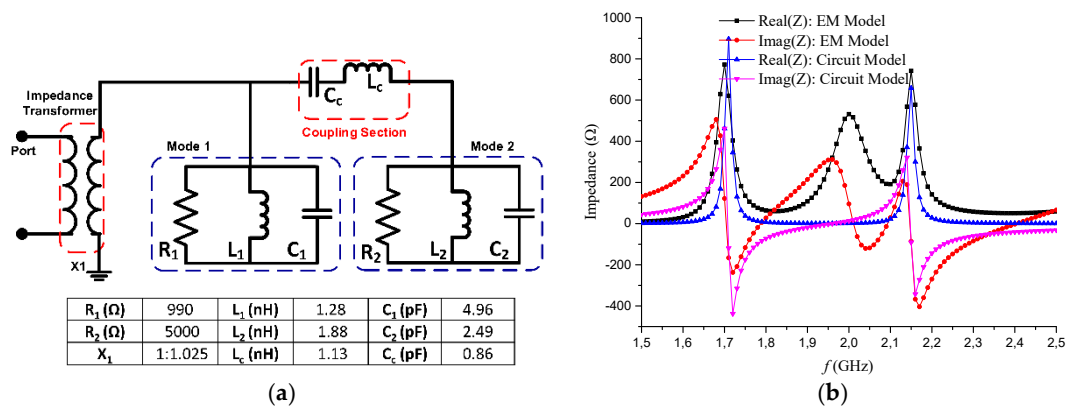 Impedance
Transformer
Port
X1
Cc
Lc
Coupling Section
Mode 1
R1
L1
C1
Mode 2
R2
L2
C2
R1 (Ω) 990 L1 (nH) 1.28 C1 (pF) 4.96
R2 (Ω) 5000 L2 (nH) 1.88 C2 (pF) 2.49
X1 1:1.025 Lc (nH) 1.13 Cc (pF) 0.86
(a)
Real(Z): EM Model
Imag(Z): EM Model
Real(Z): Circuit Model
Imag(Z): Circuit Model
Impedance (Ω)
1000
800
600
400
200
0
-200
-400
1,5 1,6 1,7 1,8 1,9 2,0 2,1 2,2 2,3 2,4 2,5
f (GHz)
(b)